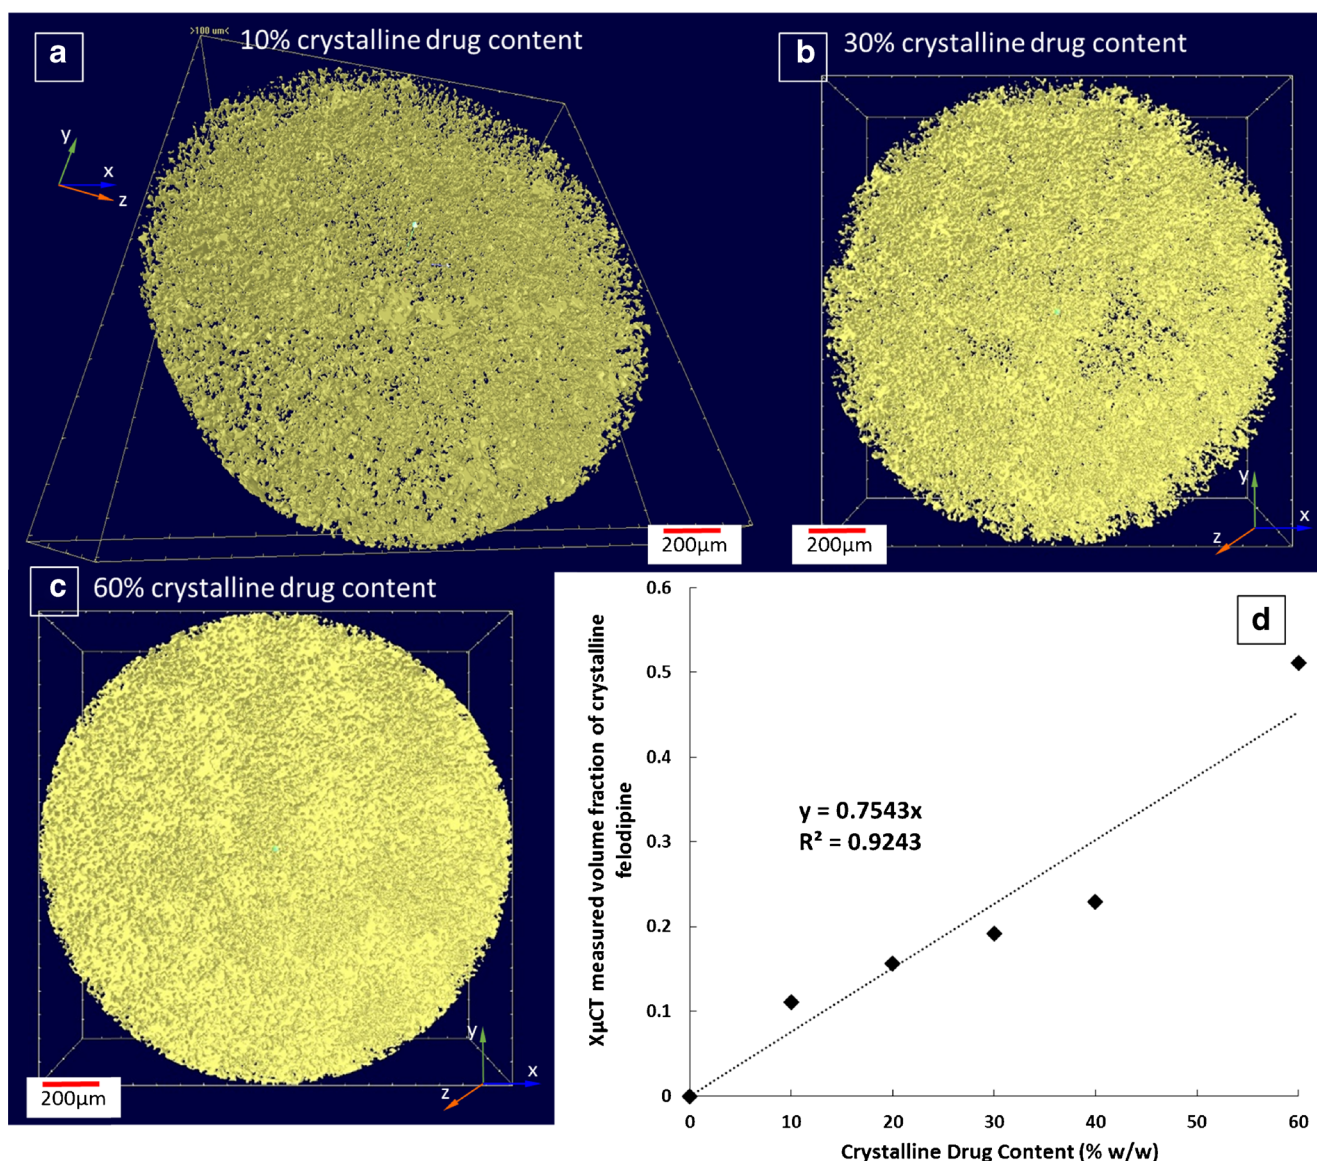 a
>100 um<
10% crystalline drug content
y
x
z
200μm
b
30% crystalline drug content
y
x
z
200μm
c
60% crystalline drug content
y
x
z
200μm
d
0.6
0.5
0.4
0.3
0.2
0.1
0
XμCT measured volume fraction of crystalline
felodipine
y = 0.7543x
R² = 0.9243
0 10 20 30 40 50 60
Crystalline Drug Content (% w/w)